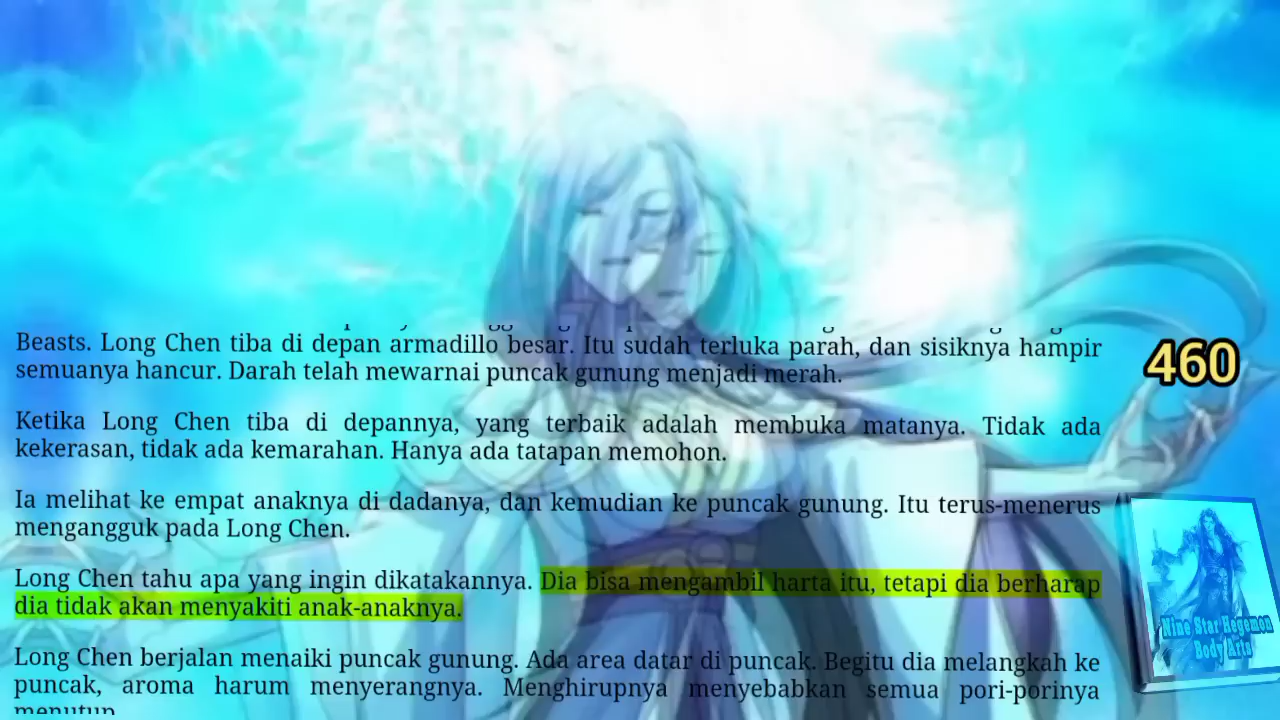 Beasts. Long Chen tiba di depan armadillo besar. Itu sudah terluka parah, dan sisiknya hampir
semuanya hancur. Darah telah mewarnai puncak gunung menjadi merah.
460
Ketika Long Chen tiba di depannya, yang terbaik adalah membuka matanya. Tidak ada
kekerasan, tidak ada kemarahan. Hanya ada tatapan memohon.
Ia melihat ke empat anaknya di dadanya, dan kemudian ke puncak gunung. Itu terus-menerus
mengangguk pada Long Chen.
Long Chen tahu apa yang ingin dikatakannya. Dia bisa mengambil harta itu, tetapi dia berharap
dia tidak akan menyakiti anak-anaknya.
Nine Star Hegemon
Body Arts
Long Chen berjalan menaiki puncak gunung. Ada area datar di puncak. Begitu dia melangkah ke
puncak, aroma harum menyerangnya. Menghirupnya menyebabkan semua pori-porinya
menutup